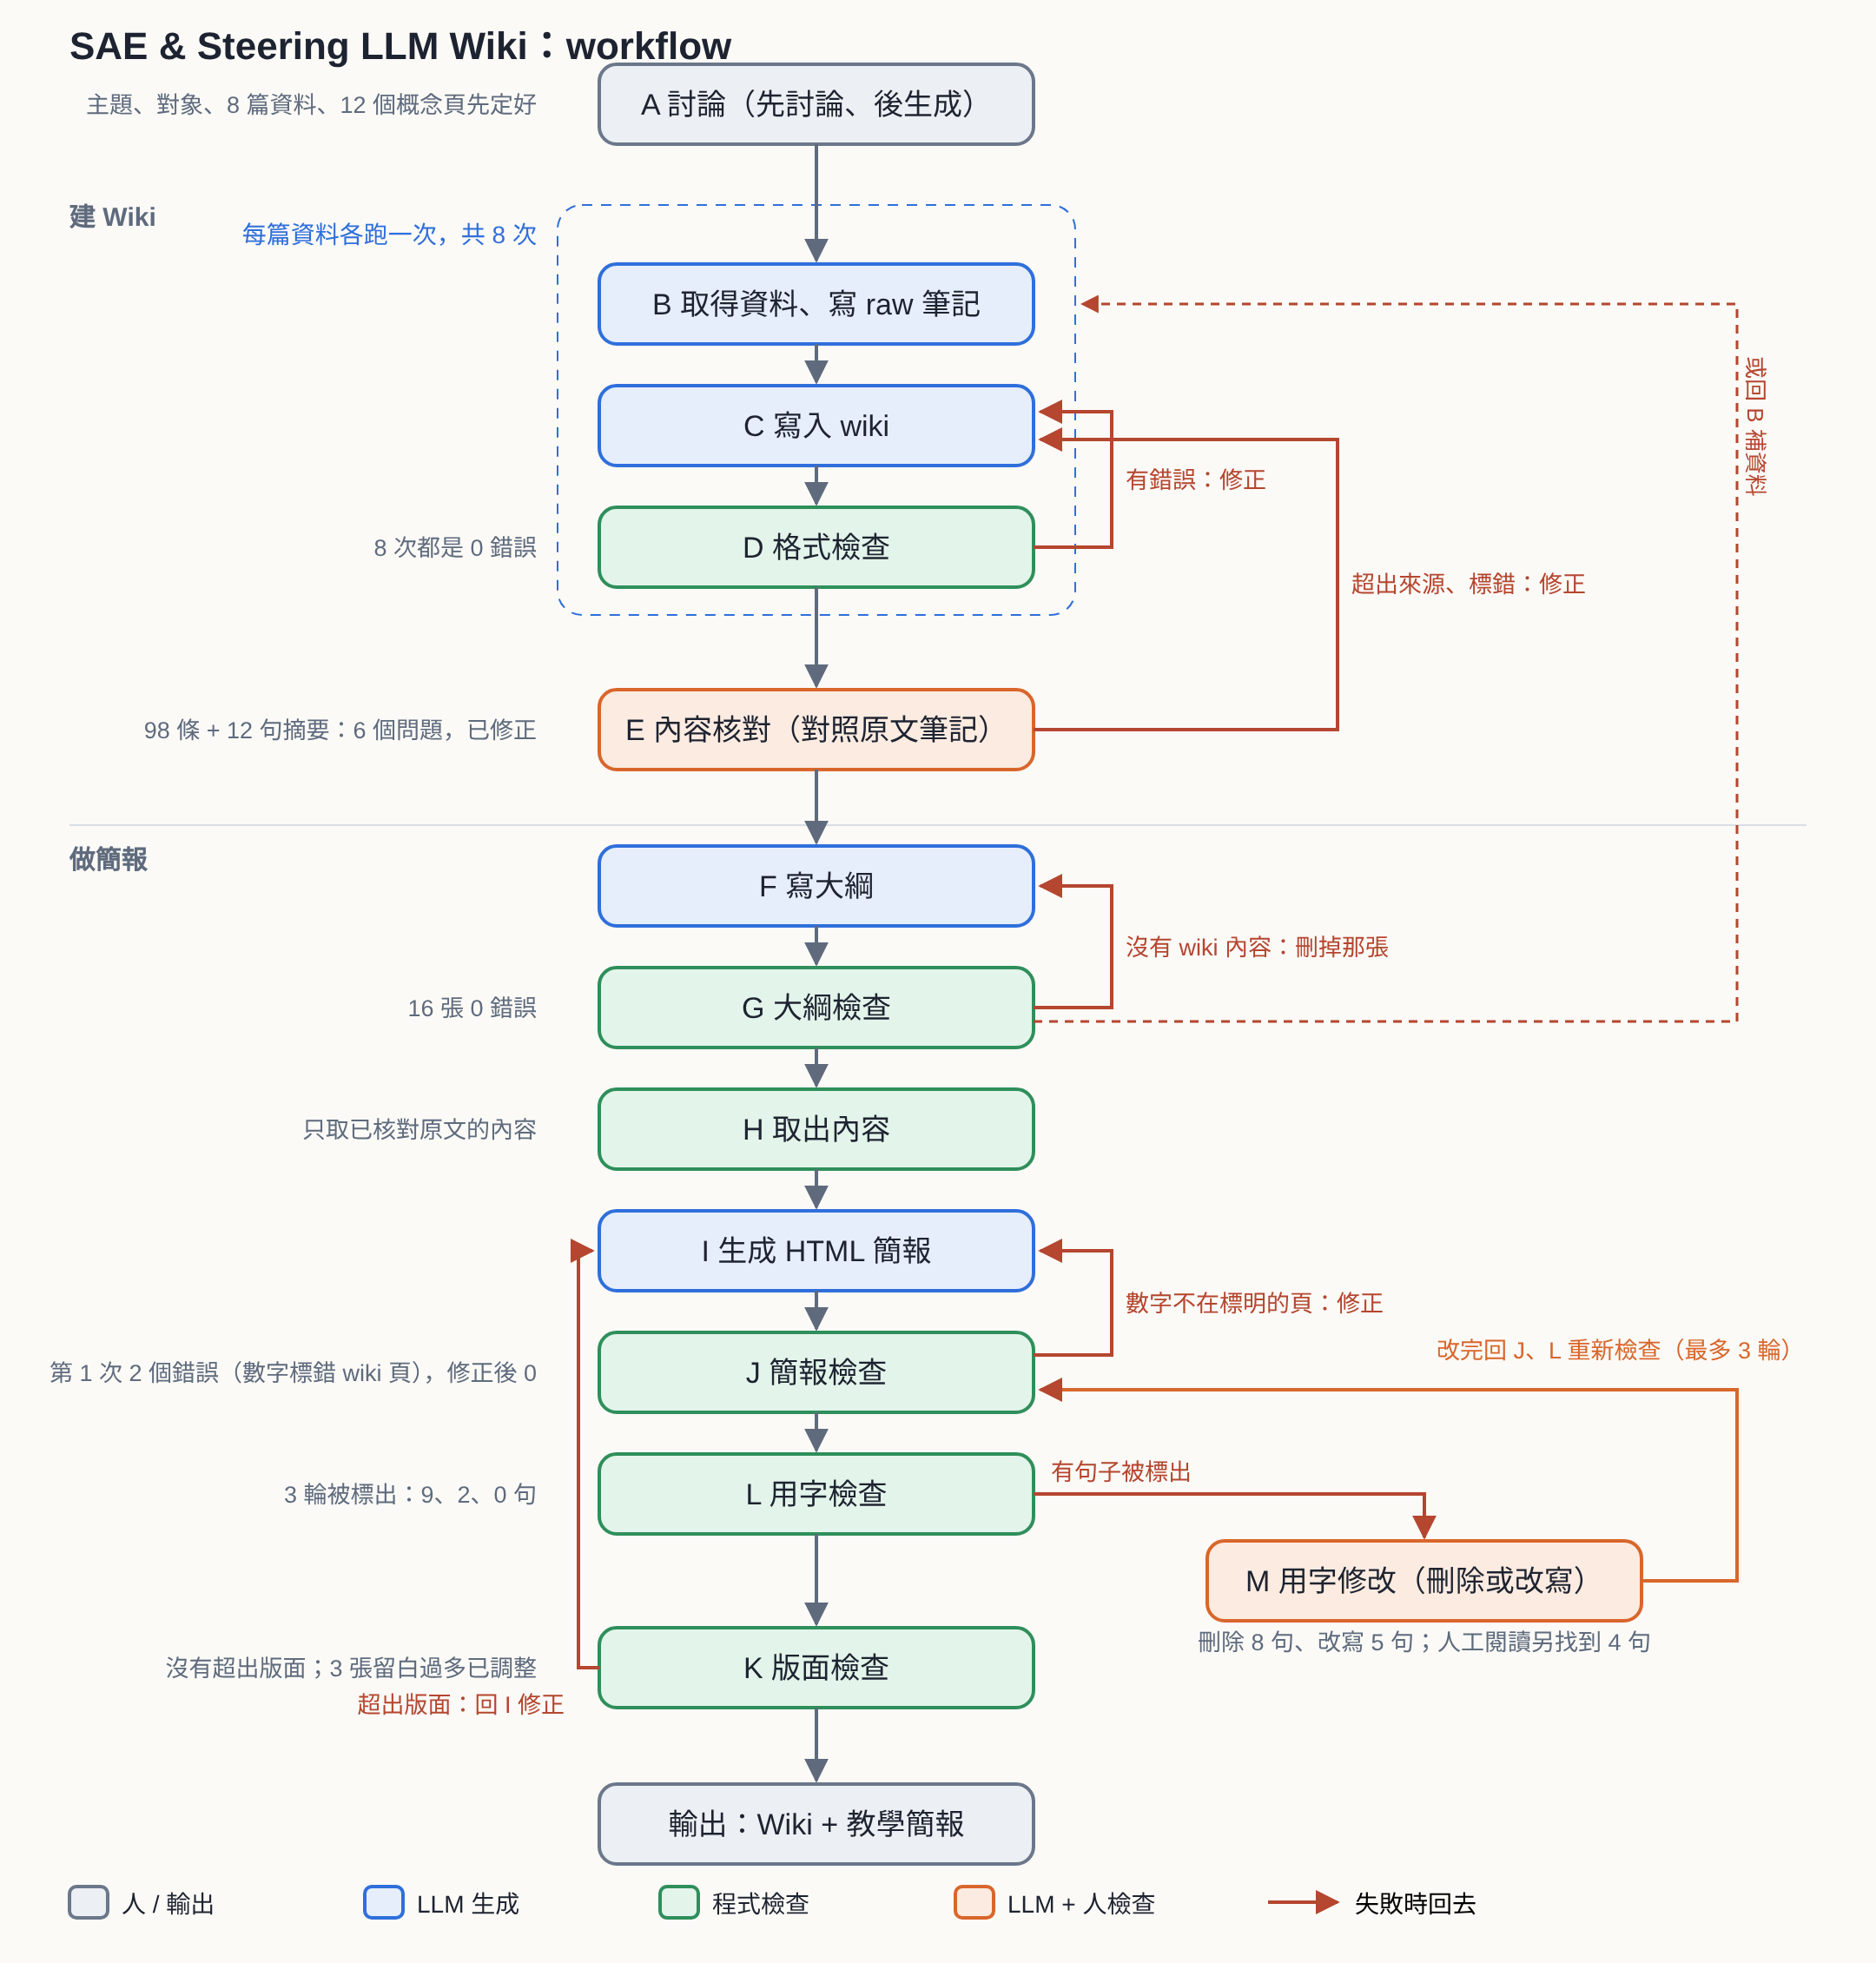 SAE & Steering LLM Wiki：workflow
主題、對象、8 篇資料、12 個概念頁先定好
A 討論（先討論、後生成）
建 Wiki
每篇資料各跑一次，共 8 次
B 取得資料、寫 raw 筆記
或回 B 補資料
C 寫入 wiki
有錯誤：修正
8 次都是 0 錯誤
D 格式檢查
超出來源、標錯：修正
98 條 + 12 句摘要：6 個問題，已修正
E 內容核對（對照原文筆記）
做簡報
F 寫大綱
沒有 wiki 內容：刪掉那張
16 張 0 錯誤
G 大綱檢查
只取已核對原文的內容
H 取出內容
I 生成 HTML 簡報
數字不在標明的頁：修正
改完回 J、L 重新檢查（最多 3 輪）
第 1 次 2 個錯誤（數字標錯 wiki 頁），修正後 0
J 簡報檢查
有句子被標出
3 輪被標出：9、2、0 句
L 用字檢查
M 用字修改（刪除或改寫）
刪除 8 句、改寫 5 句；人工閱讀另找到 4 句
沒有超出版面；3 張留白過多已調整
K 版面檢查
超出版面：回 I 修正
輸出：Wiki + 教學簡報
人 / 輸出
LLM 生成
程式檢查
LLM + 人檢查
失敗時回去